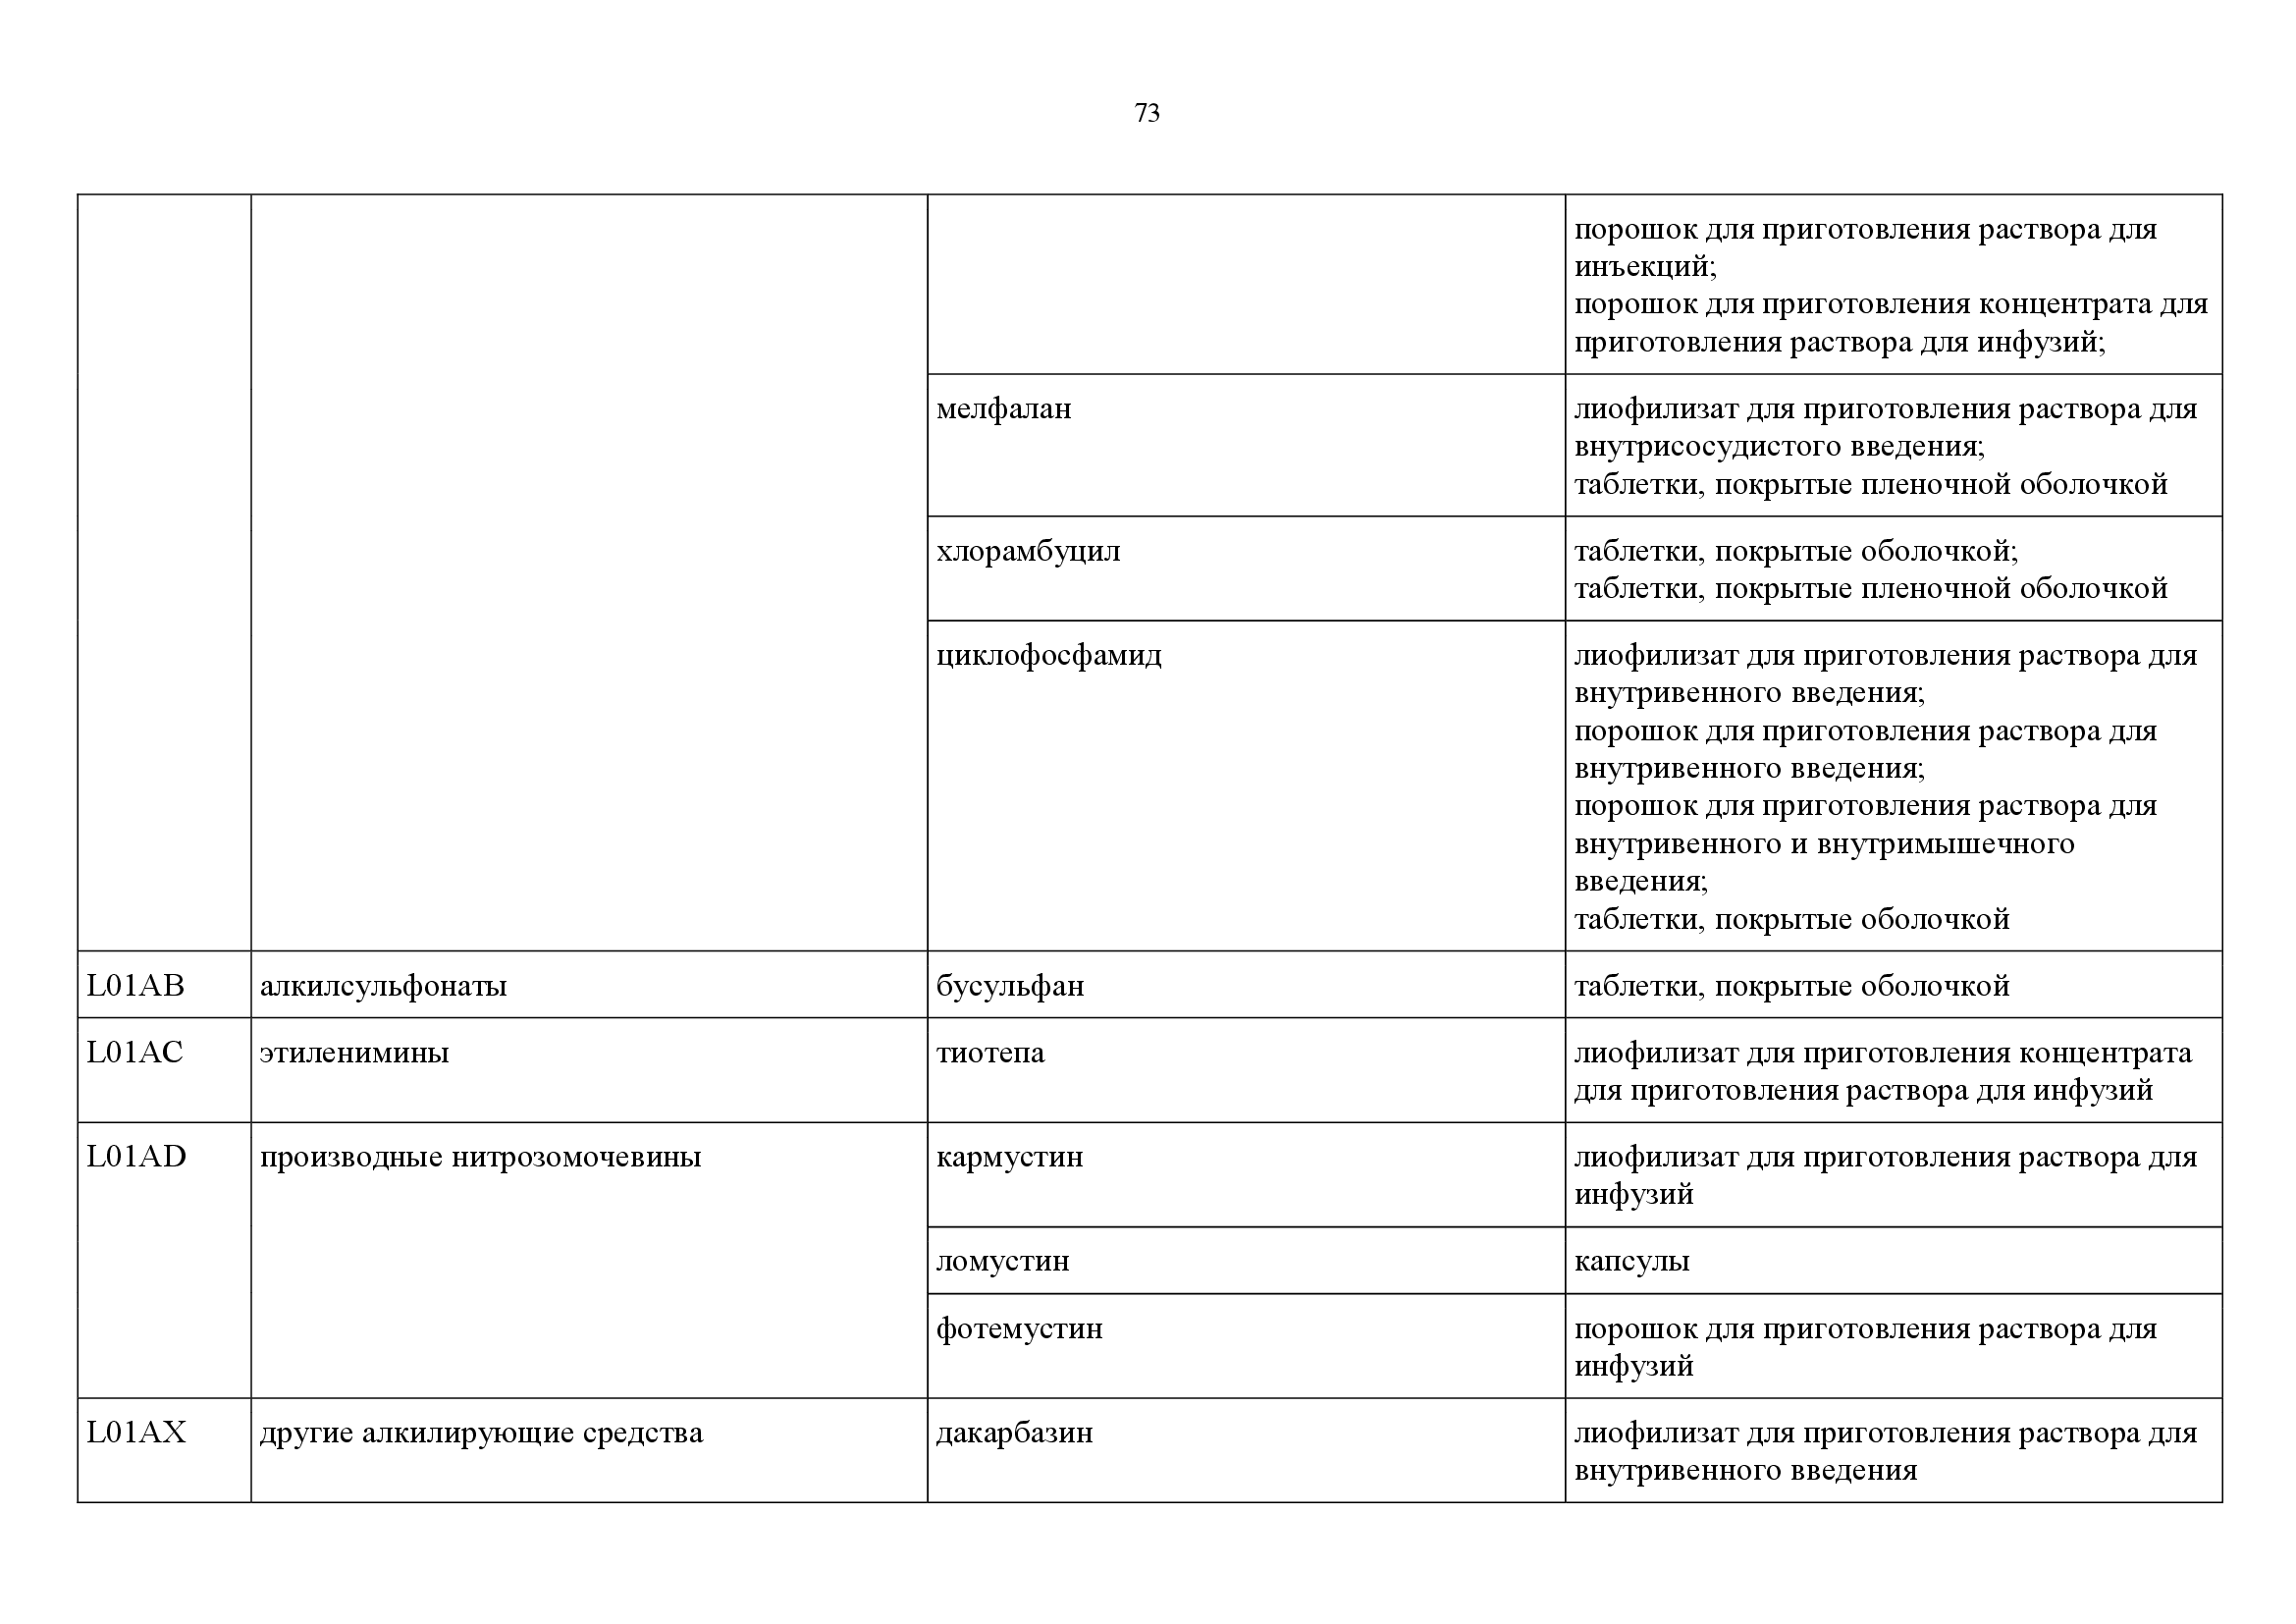 73
порошок для приготовления раствора для
инъекций;
порошок для приготовления концентрата для
приготовления раствора для инфузий;
мелфалан
лиофилизат для приготовления раствора для
внутрисосудистого введения;
таблетки, покрытые пленочной оболочкой
хлорамбуцил
таблетки, покрытые оболочкой;
таблетки, покрытые пленочной оболочкой
циклофосфамид
лиофилизат для приготовления раствора для
внутривенного введения;
порошок для приготовления раствора для
внутривенного введения;
порошок для приготовления раствора для
внутривенного и внутримышечного
введения;
таблетки, покрытые оболочкой
L01AB алкилсульфонаты бусульфан таблетки, покрытые оболочкой
L01AC этиленимины тиотепа лиофилизат для приготовления концентрата
для приготовления раствора для инфузий
L01AD производные нитрозомочевины кармустин лиофилизат для приготовления раствора для
инфузий
ломустин капсулы
фотемустин порошок для приготовления раствора для
инфузий
L01AX другие алкилирующие средства дакарбазин лиофилизат для приготовления раствора для
внутривенного введения